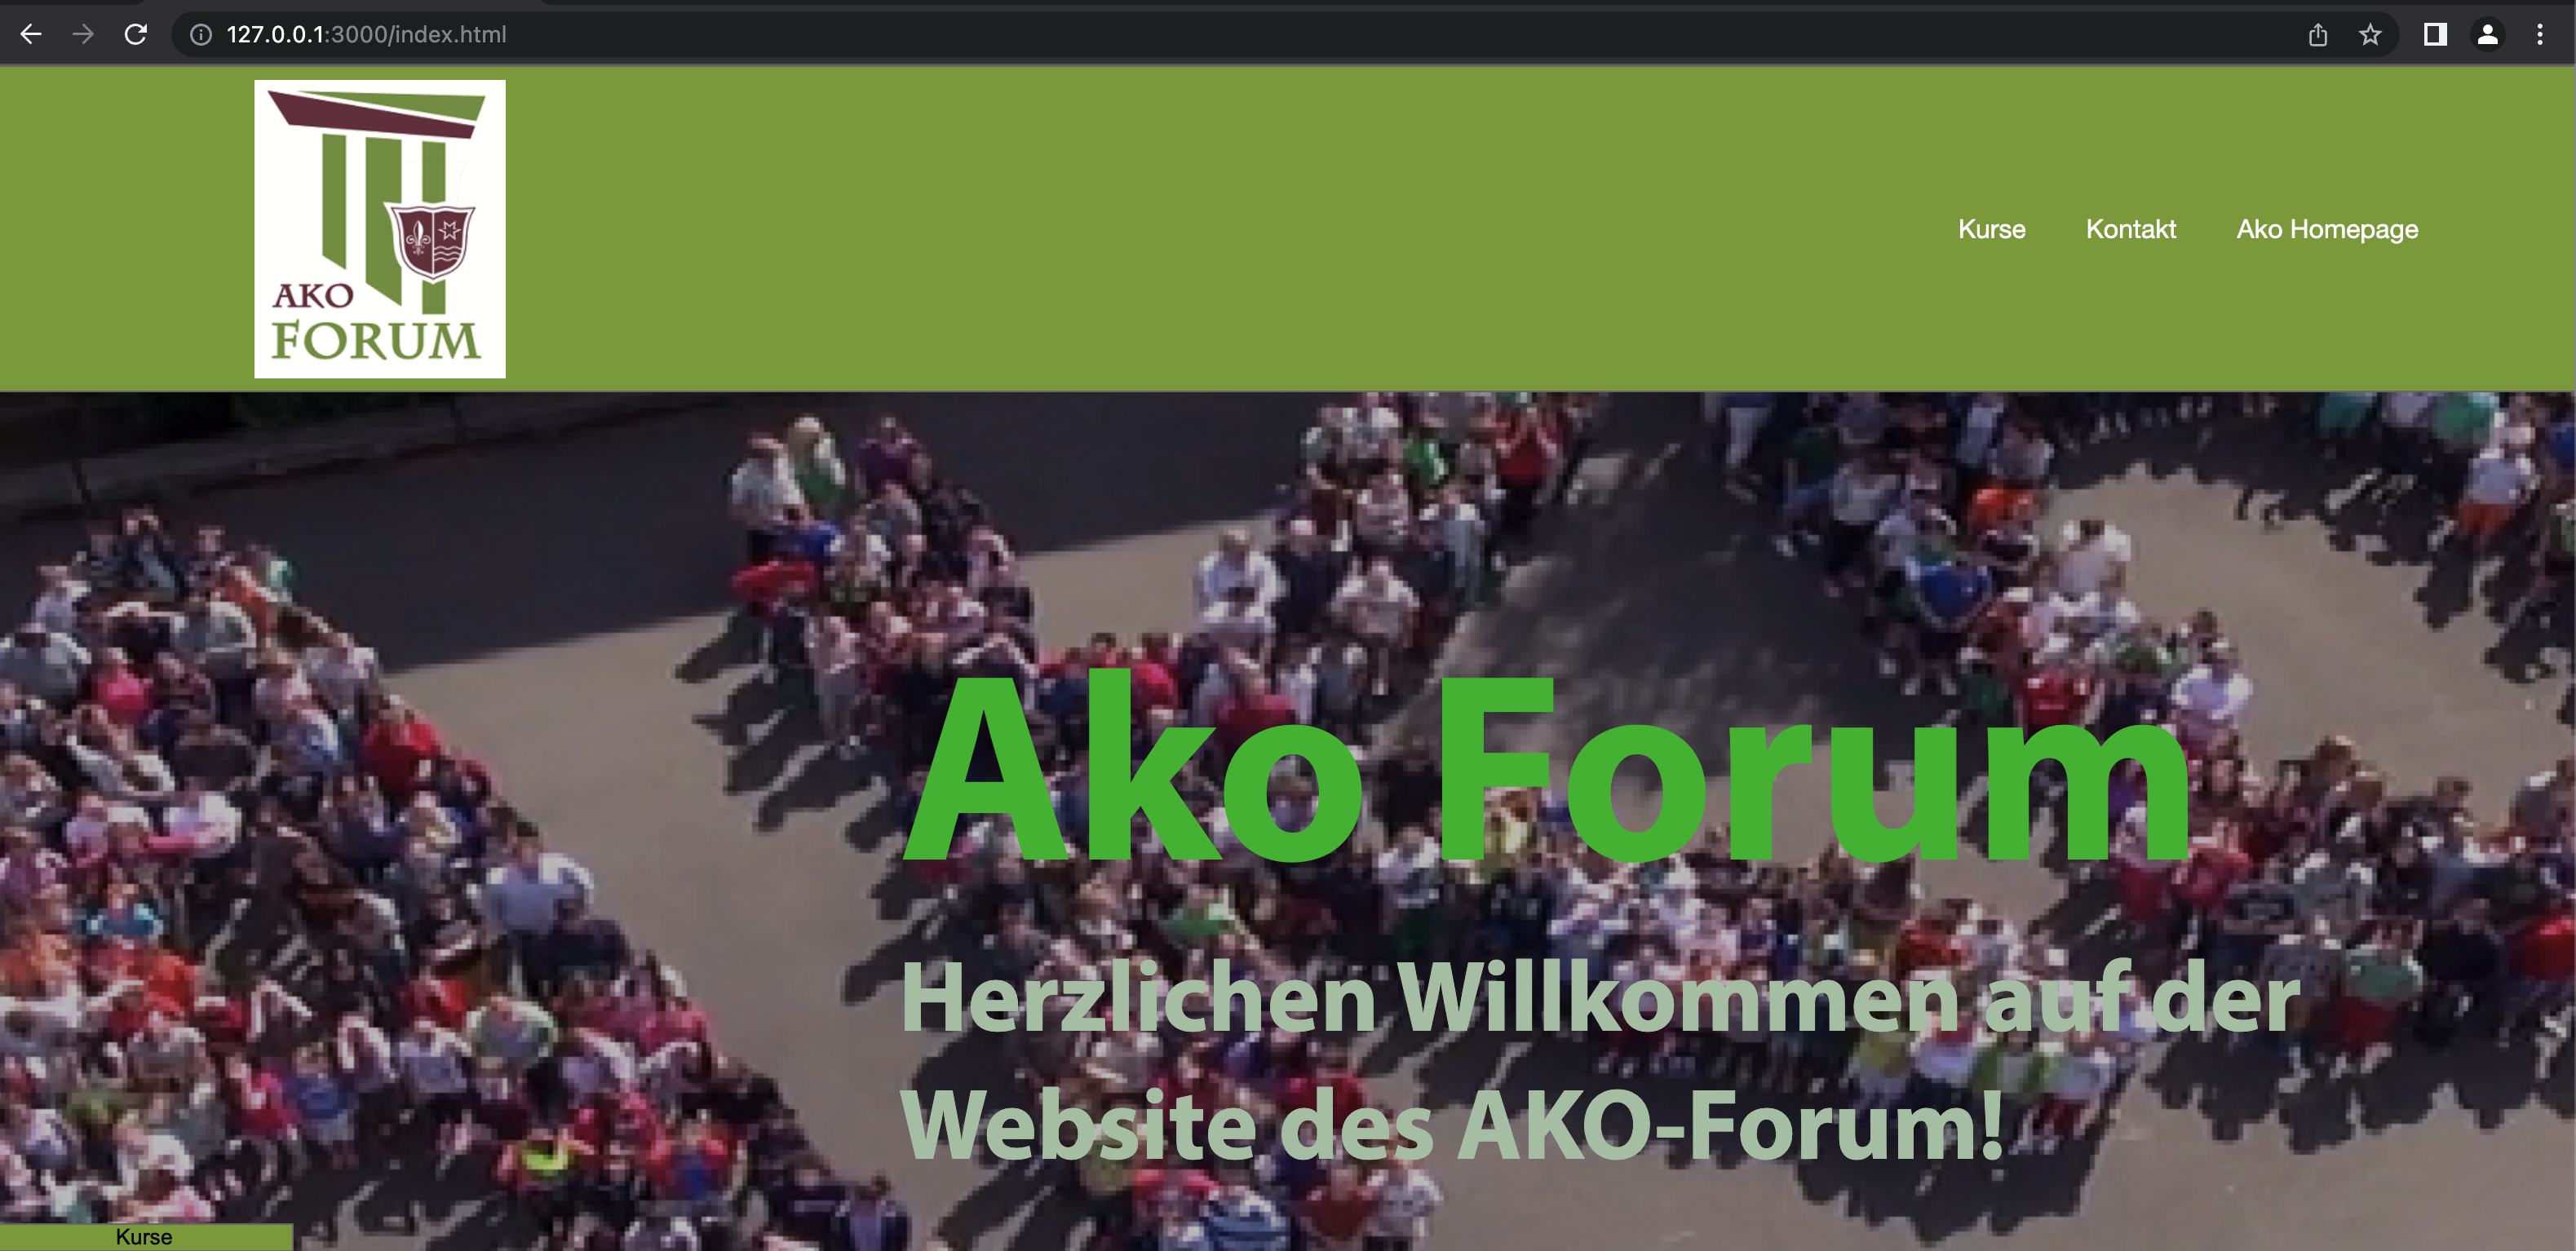 127.0.0.1:3000/index.html
AKO
FORUM
Kurse Kontakt Ako Homepage
Ako Forum
Herzlichen Willkommen auf der
Website des AKO-Forum!
Kurse